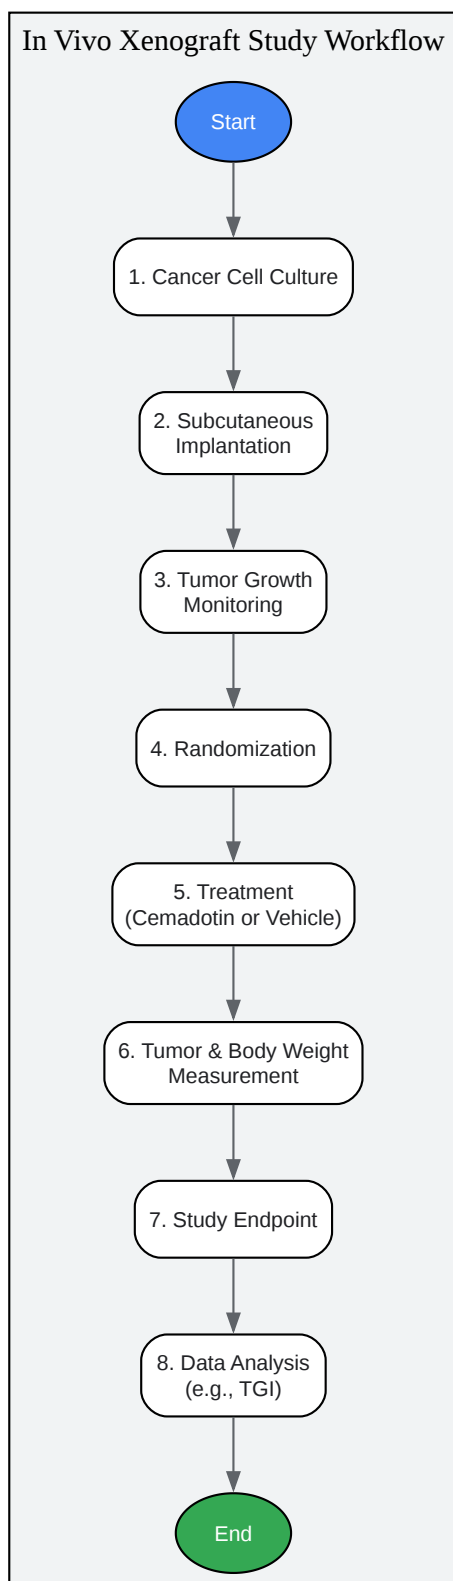 In Vivo Xenograft Study Workflow
Start
1. Cancer Cell Culture
2. Subcutaneous
Implantation
3. Tumor Growth
Monitoring
4. Randomization
5. Treatment
(Cemadotin or Vehicle)
6. Tumor & Body Weight
Measurement
7. Study Endpoint
8. Data Analysis
(e.g., TGI)
End